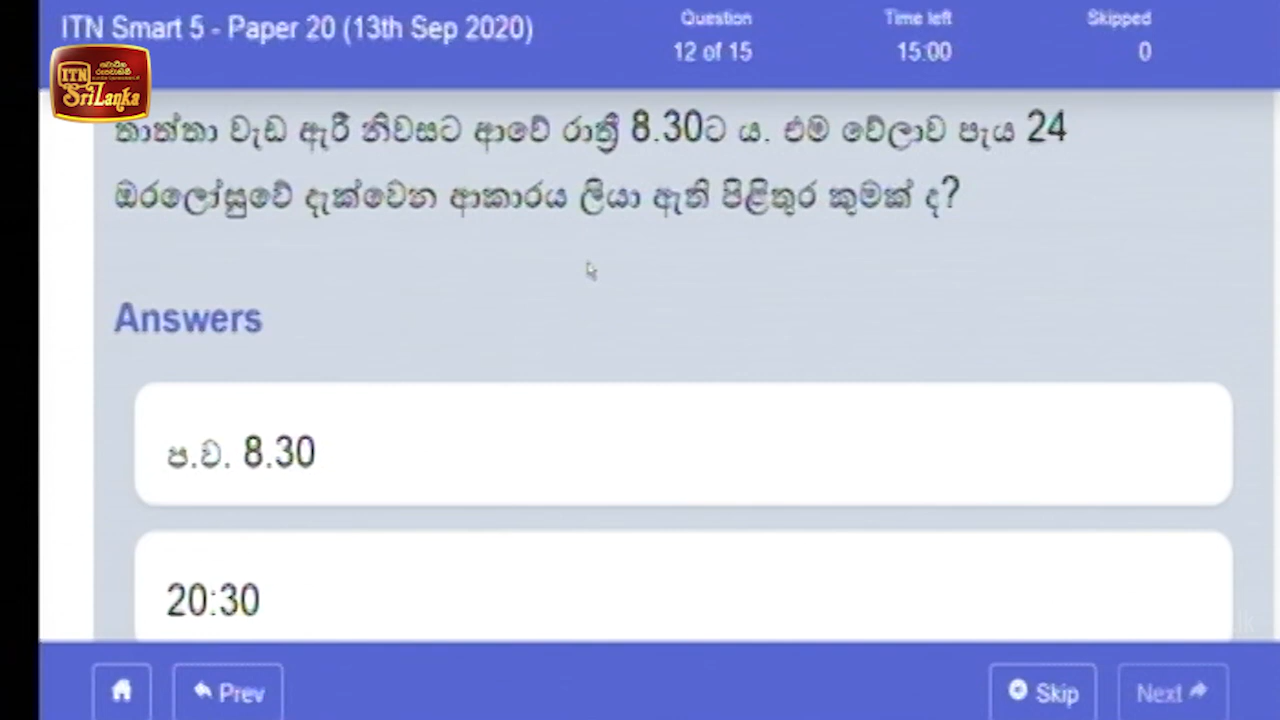 ITN Smart 5 - Paper 20 (13th Sep 2020)
Question
12 of 15
Time left
15:00
Skipped
0
ITN
SriLanka
තාත්තා වැඩ ඇරී නිවසට ආවේ රාත්‍රී 8.30ට ය. එම වේලාව පැය 24
ඔරලෝසුවේ දැක්වෙන ආකාරය ලියා ඇති පිළිතුර කුමක් ද?
Answers
ප.ව. 8.30
20:30
Prev
Skip
Next